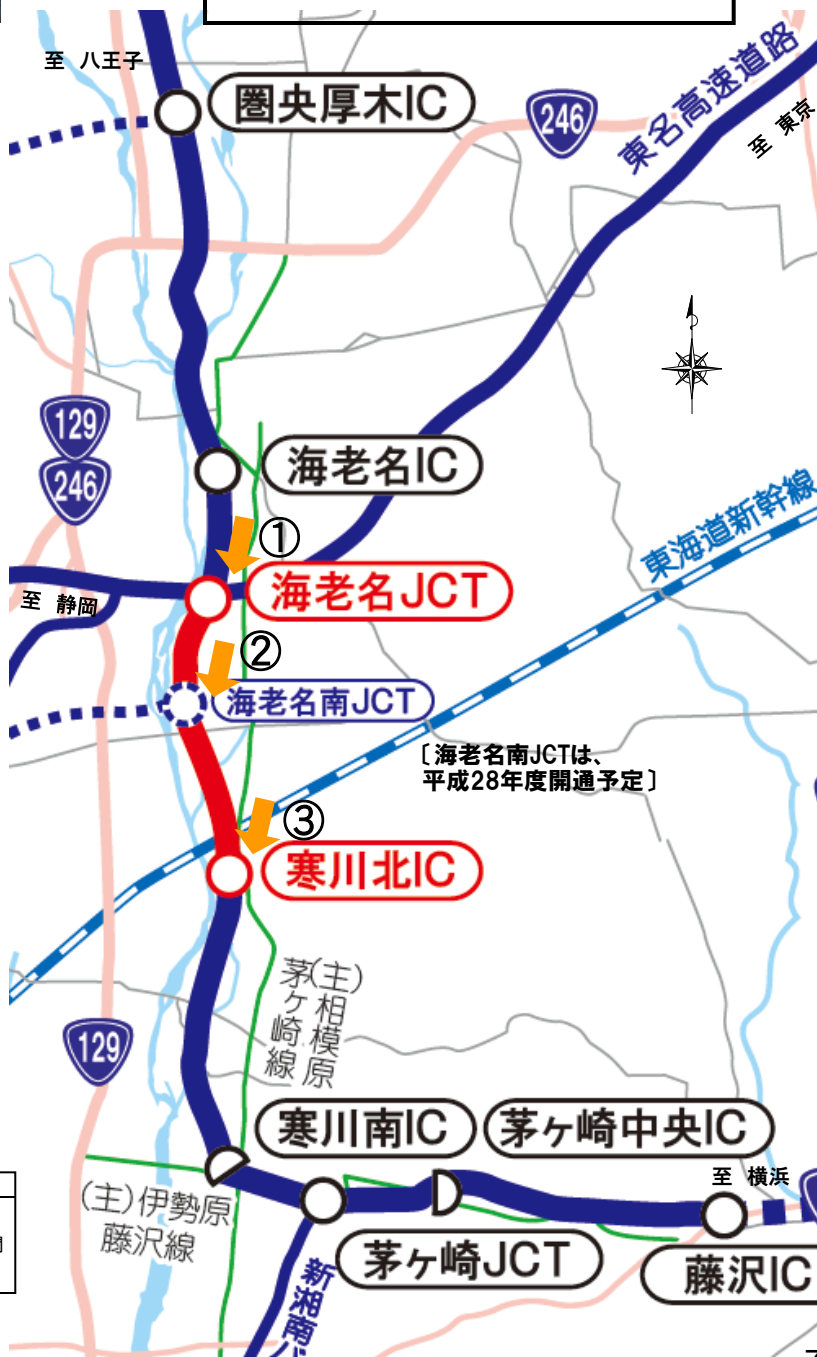 至 八王子
圏央厚木IC
246
東名高速道路
至 東京
129
246
海老名IC
①
東海道新幹線
海老名JCT
至 静岡
②
海老名南JCT
〔海老名南JCTは、
平成28年度開通予定〕
③
寒川北IC
(主)相模原
茅ヶ崎線
129
寒川南IC
茅ヶ崎中央IC
至 横浜
(主)伊勢原
藤沢線
茅ヶ崎JCT
藤沢IC
新湘南バ